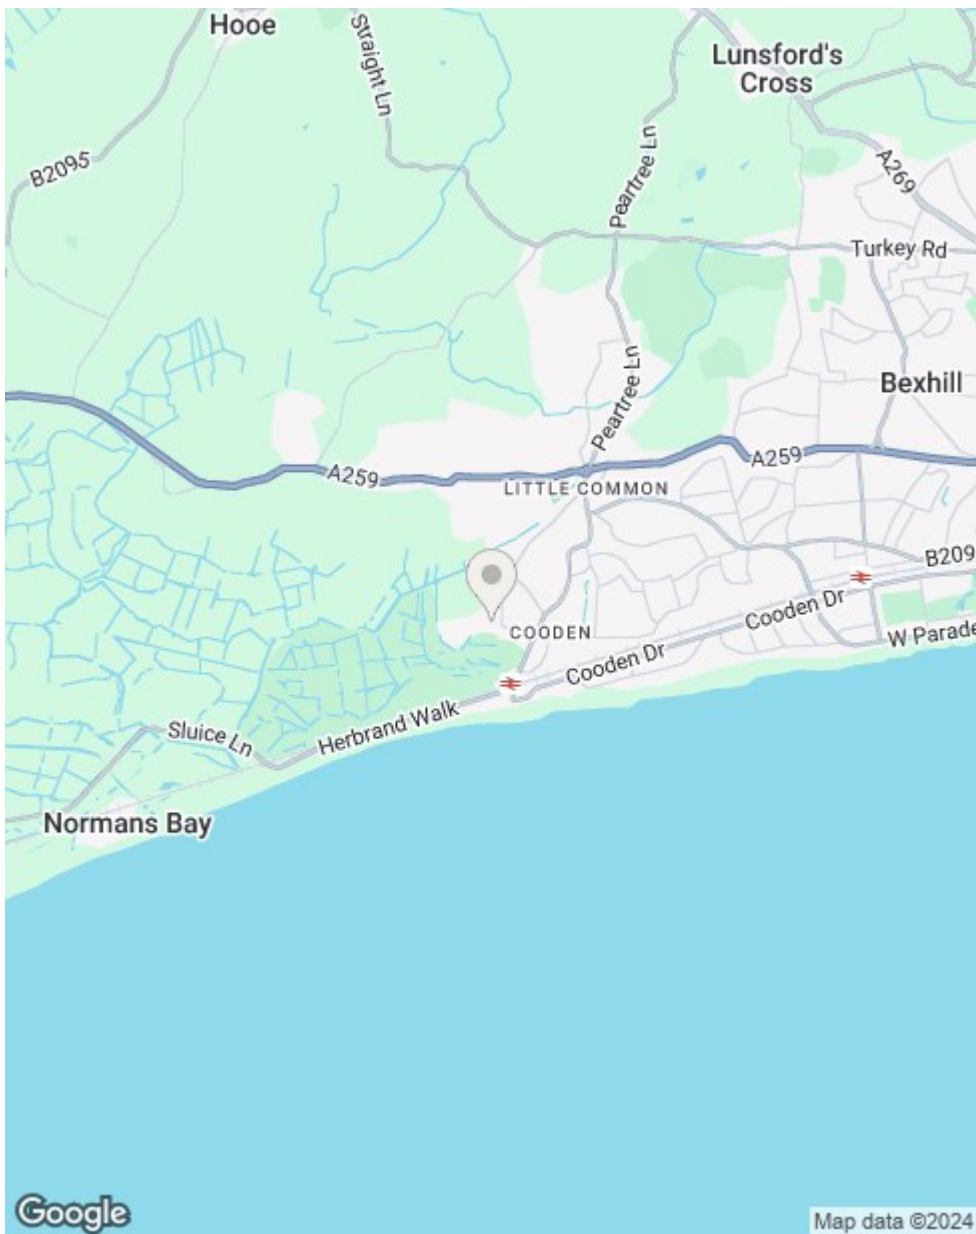 Hooe
Straight Ln
Lunsford's
Cross
B2095
Peartree Ln
A269
Turkey Rd
Bexhill
Peartree Ln
A259
A259
LITTLE COMMON
B209
Cooden Dr
COODEN
W Parade
Cooden Dr
Herbrand Walk
Sluice Ln
Normans Bay
Google
Map data ©2024